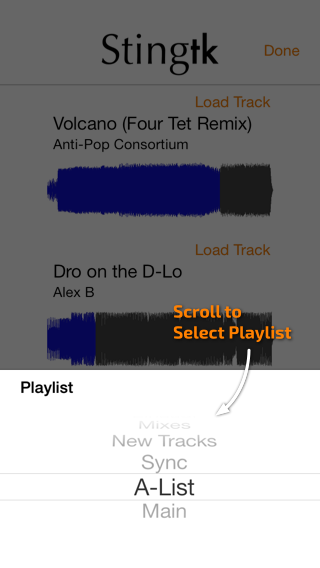 Stingtk
Done
Load Track
Volcano (Four Tet Remix)
Anti-Pop Consortium
Load Track
Dro on the D-Lo
Alex B
Scroll to
Select Playlist
Playlist
Mixes
New Tracks
Sync
A-List
Main